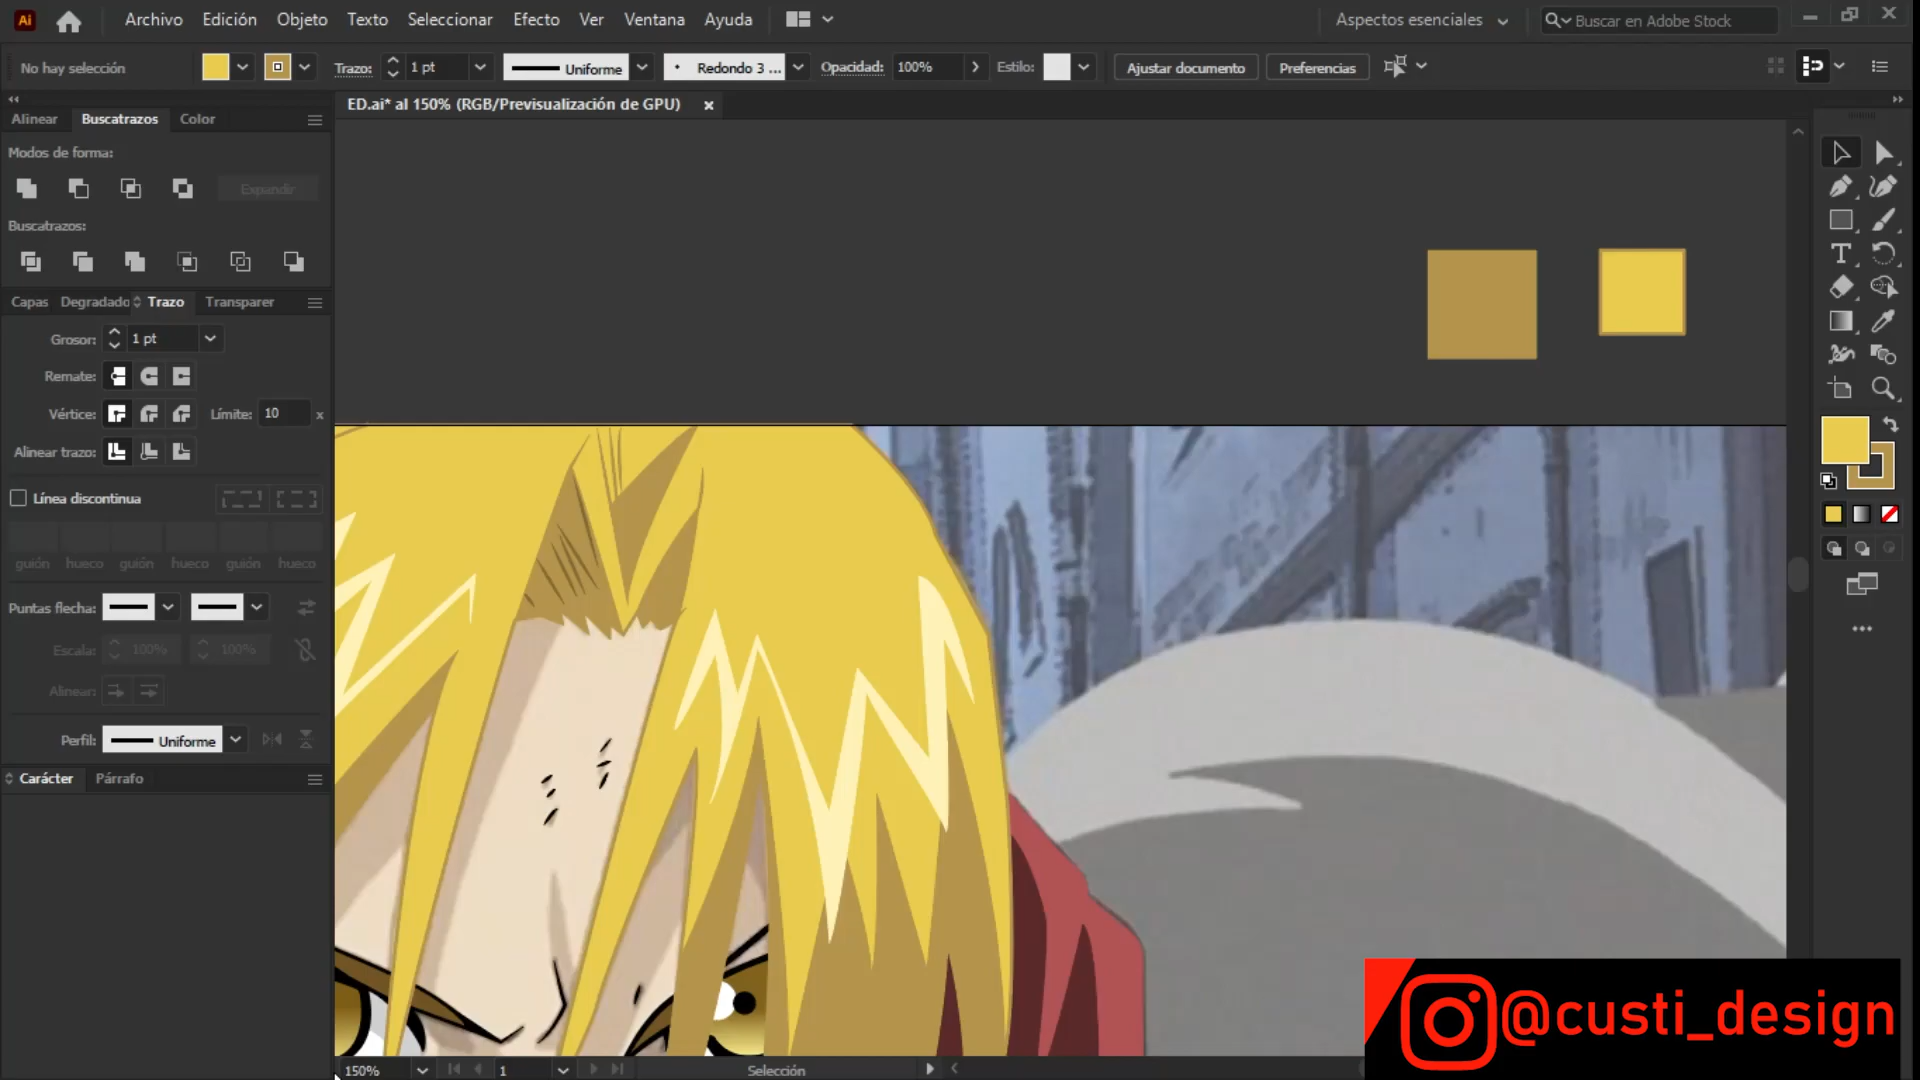 Ai
Archivo Edición Objeto Texto Seleccionar Efecto Ver Ventana Ayuda
Aspectos esenciales
Buscar en Adobe Stock
No hay selección
Trazo: 1 pt
Uniforme
Redondo 3 ...
Opacidad: 100%
Estilo:
Ajustar documento
Preferencias
ED.ai* al 150% (RGB/Previsualización de GPU)
Alinear Buscatrazos Color
Modos de forma:
Expandir
Buscatrazos:
Capas Degradado Trazo Transparer
Grosor: 1 pt
Remate:
Vértice: Límite: 10 x
Alinear trazo:
Línea discontinua
guión hueco guión hueco guión hueco
Puntas flecha:
Escala: 100% 100%
Alinear:
Perfil: Uniforme
Carácter Párrafo
150% 1 Selección
@custi_design